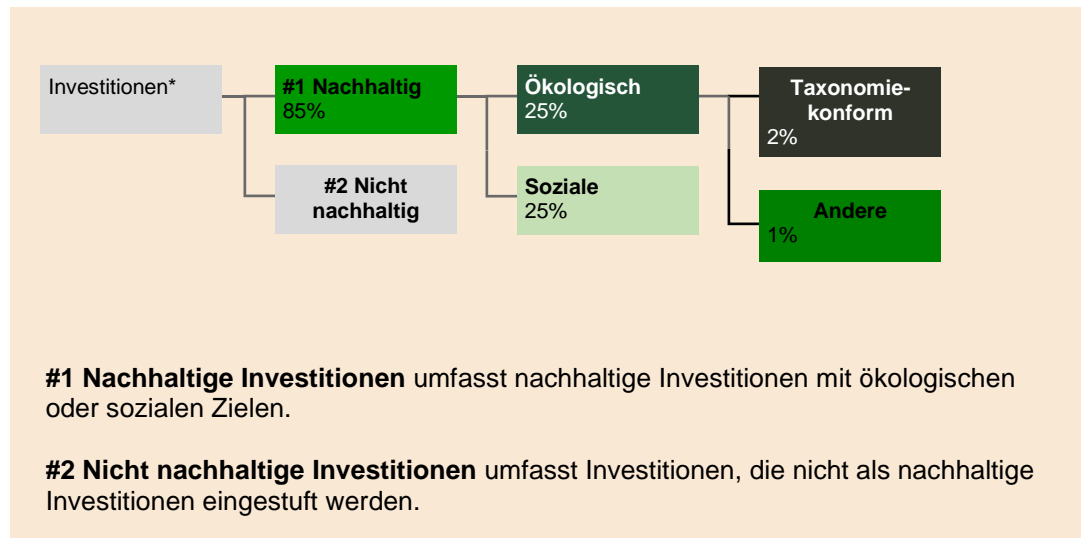 Investitionen*
#1 Nachhaltig
85%
Ökologisch
25%
Taxonomie-
konform
2%
#2 Nicht
nachhaltig
Soziale
25%
Andere
1%
#1 Nachhaltige Investitionen umfasst nachhaltige Investitionen mit ökologischen
oder sozialen Zielen.
#2 Nicht nachhaltige Investitionen umfasst Investitionen, die nicht als nachhaltige
Investitionen eingestuft werden.